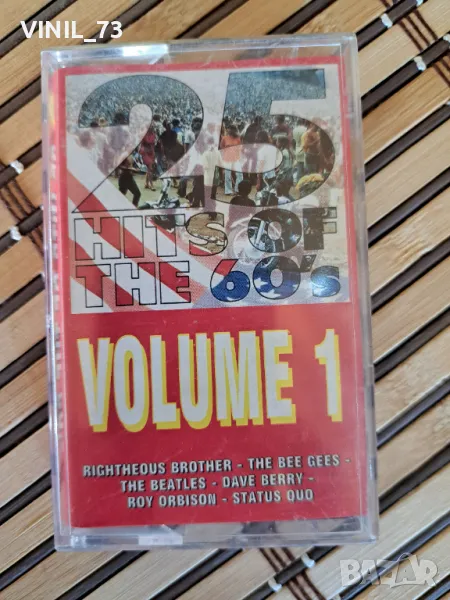 VINIL_73
25
HITS OF
THE 60's
VOLUME 1
RIGHTHEOUS BROTHER - THE BEE GEES -
THE BEATLES - DAVE BERRY -
ROY ORBISON - STATUS QUO
BAZAR